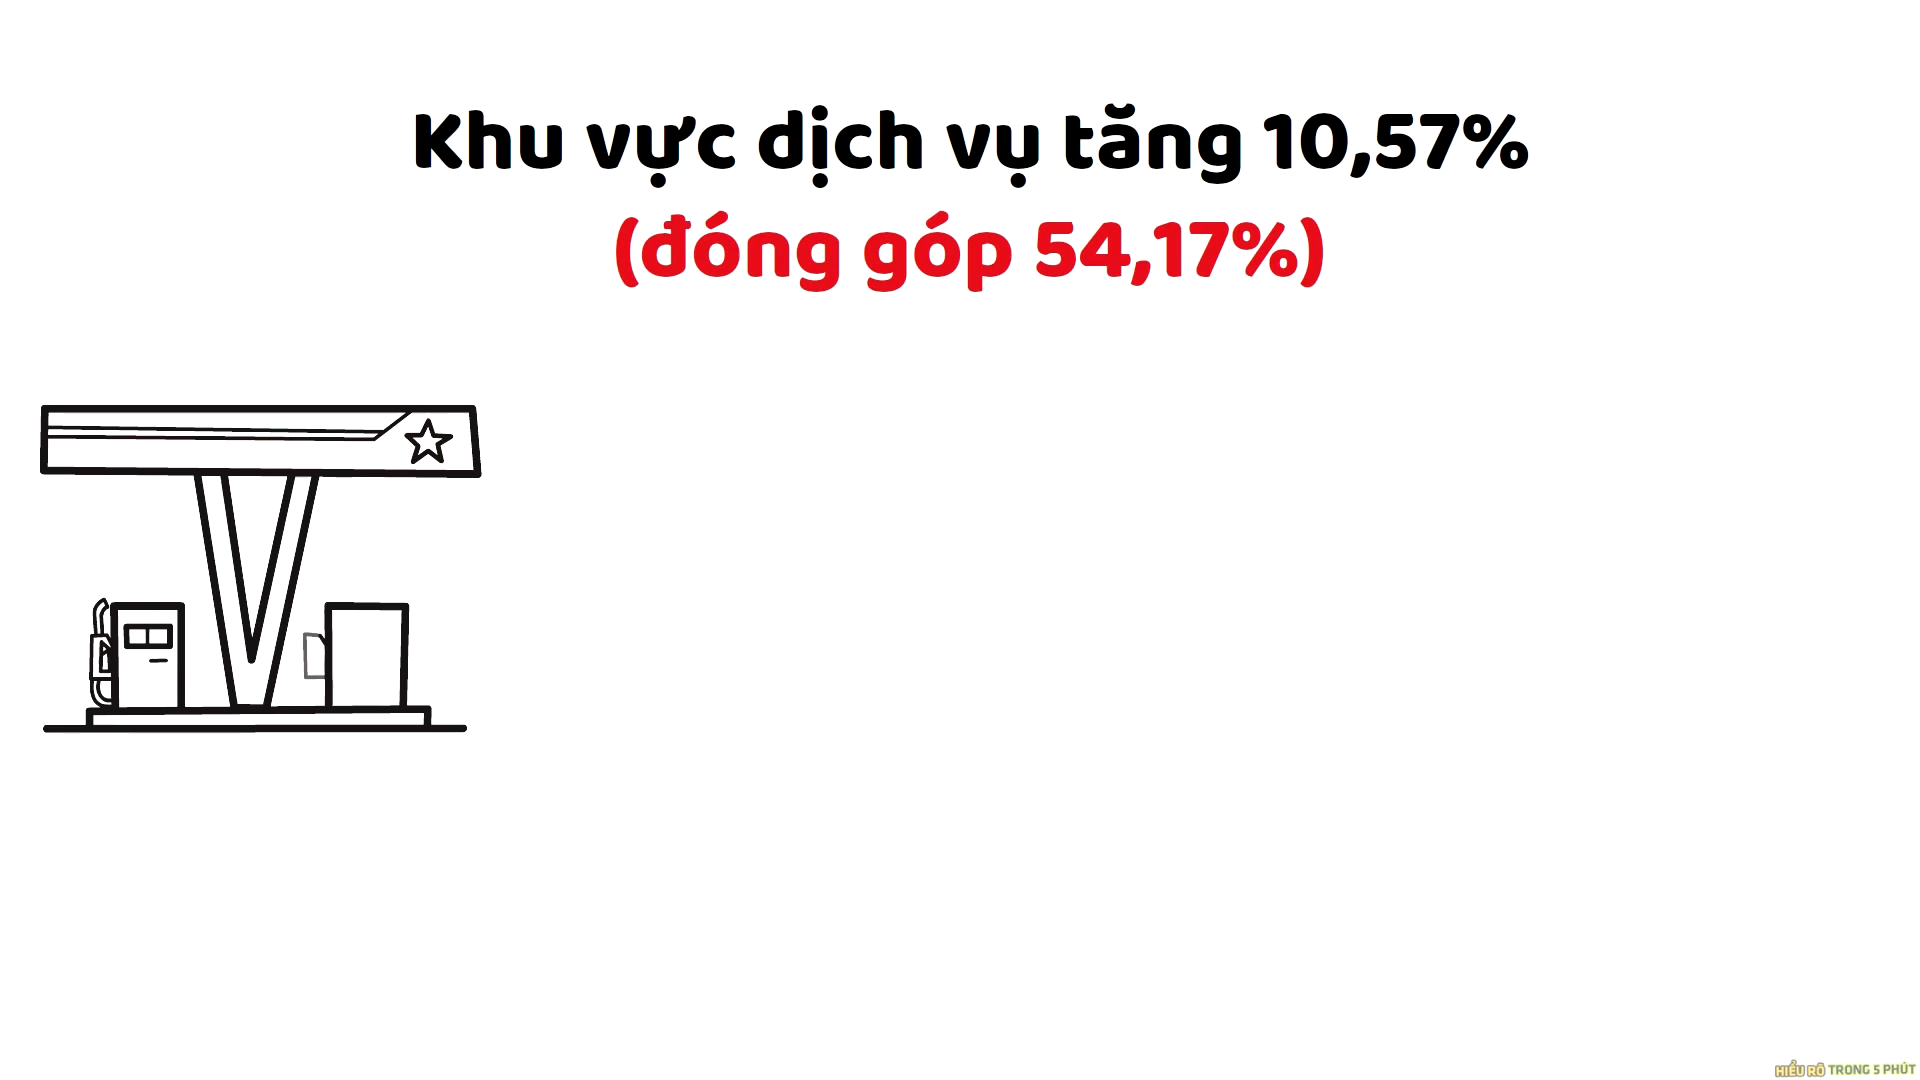 Khu vực dịch vụ tăng 10,57%
(đóng góp 54,17%)
HIỂU RÕ TRONG 5 PHÚT